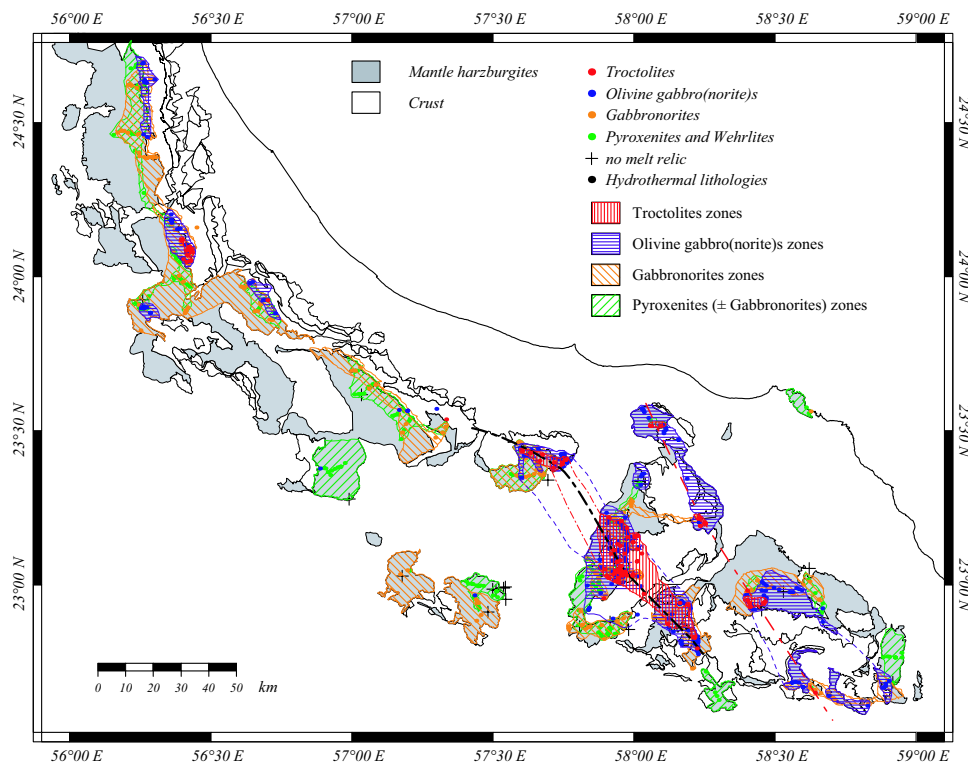 56°00 E 56°30 E 57°00 E 57°30 E 58°00 E 58°30 E 59°00 E
24°30 N
24°00 N
23°30 N
23°00 N
Mantle harzburgites
Crust
Troctolites
Olivine gabbro(norite)s
Gabbronorites
Pyroxenites and Wehrlites
no melt relic
Hydrothermal lithologies
Troctolites zones
Olivine gabbro(norite)s zones
Gabbronorites zones
Pyroxenites (± Gabbronorites) zones
24°30 N
24°00 N
23°30 N
23°00 N
0 10 20 30 40 50 km
56°00 E 56°30 E 57°00 E 57°30 E 58°00 E 58°30 E 59°00 E